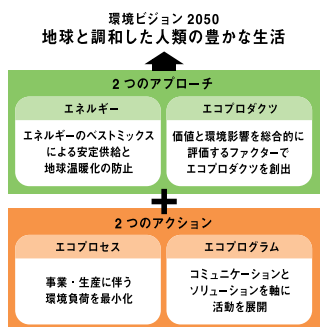 環境ビジョン 2050
地球と調和した人類の豊かな生活
2つのアプローチ
エネルギー
エネルギーのベストミックス
による安定供給と
地球温暖化の防止
エコプロダクツ
価値と環境影響を総合的に
評価するファクターで
エコプロダクツを創出
+
2つのアクション
エコプロセス
事業・生産に伴う
環境負荷を最小化
エコプログラム
コミュニケーションと
ソリューションを軸に
活動を展開